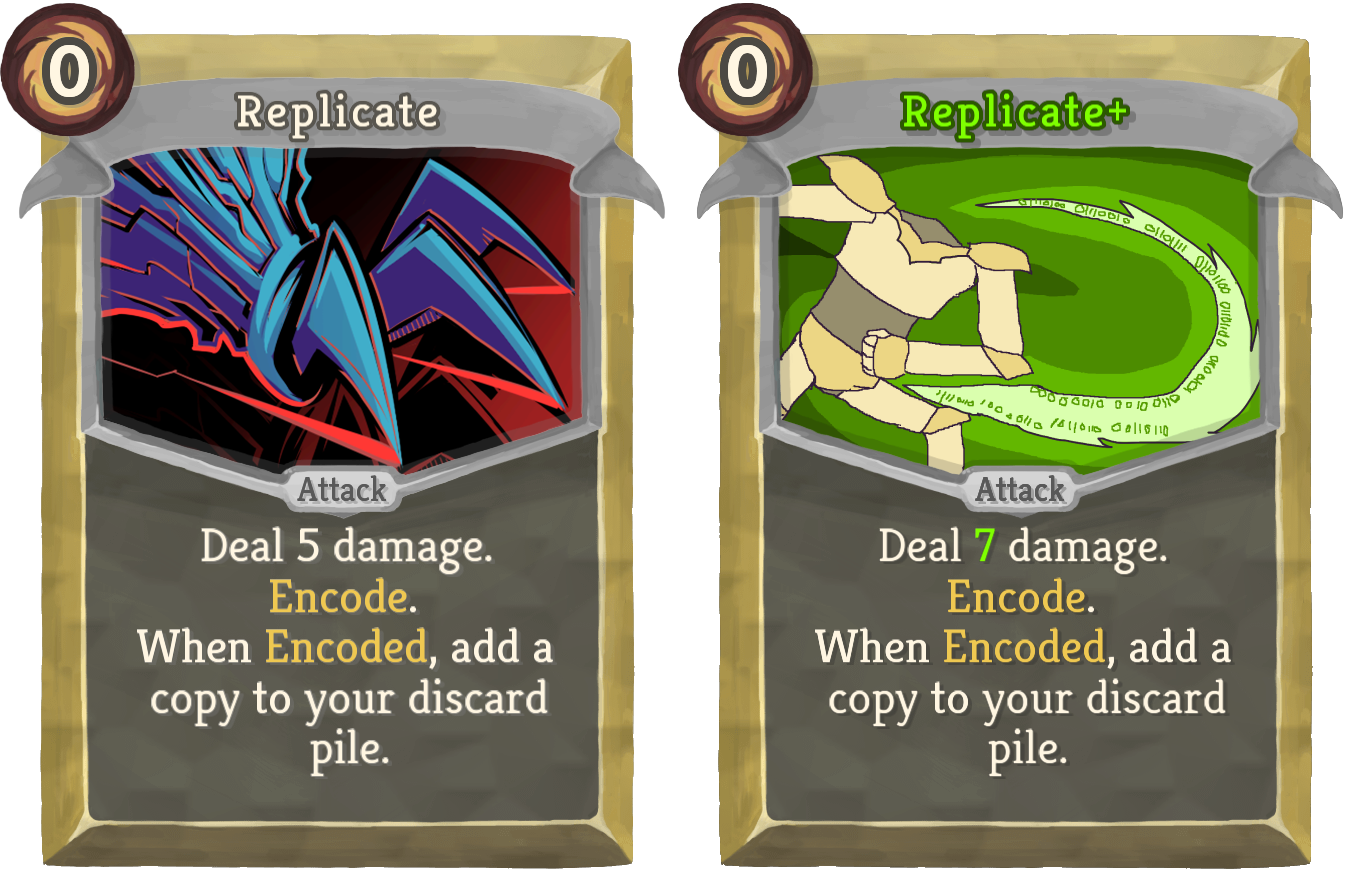 0
Replicate
Attack
Deal 5 damage.
Encode.
When Encoded, add a
copy to your discard
pile.
0
Replicate+
Attack
Deal 7 damage.
Encode.
When Encoded, add a
copy to your discard
pile.